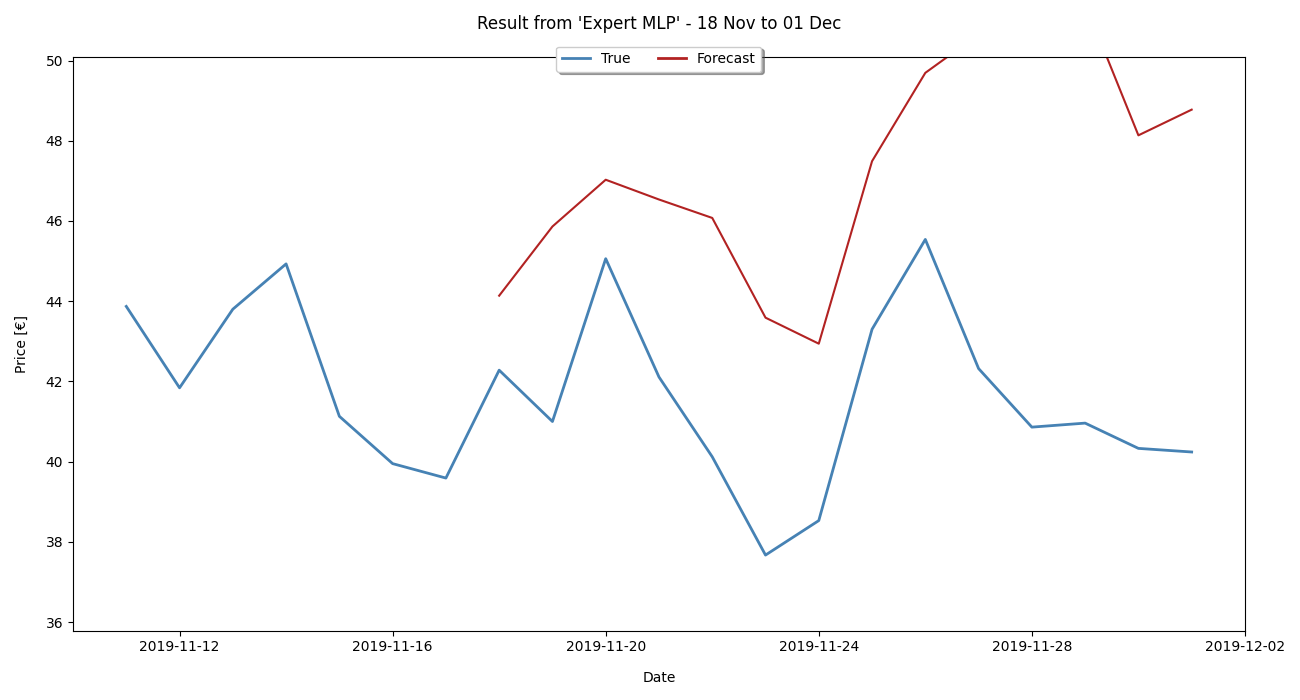 Result from 'Expert MLP' - 18 Nov to 01 Dec
True Forecast
50
48
46
44
42
40
38
36
Price [€]
2019-11-12 2019-11-16 2019-11-20 2019-11-24 2019-11-28 2019-12-02
Date